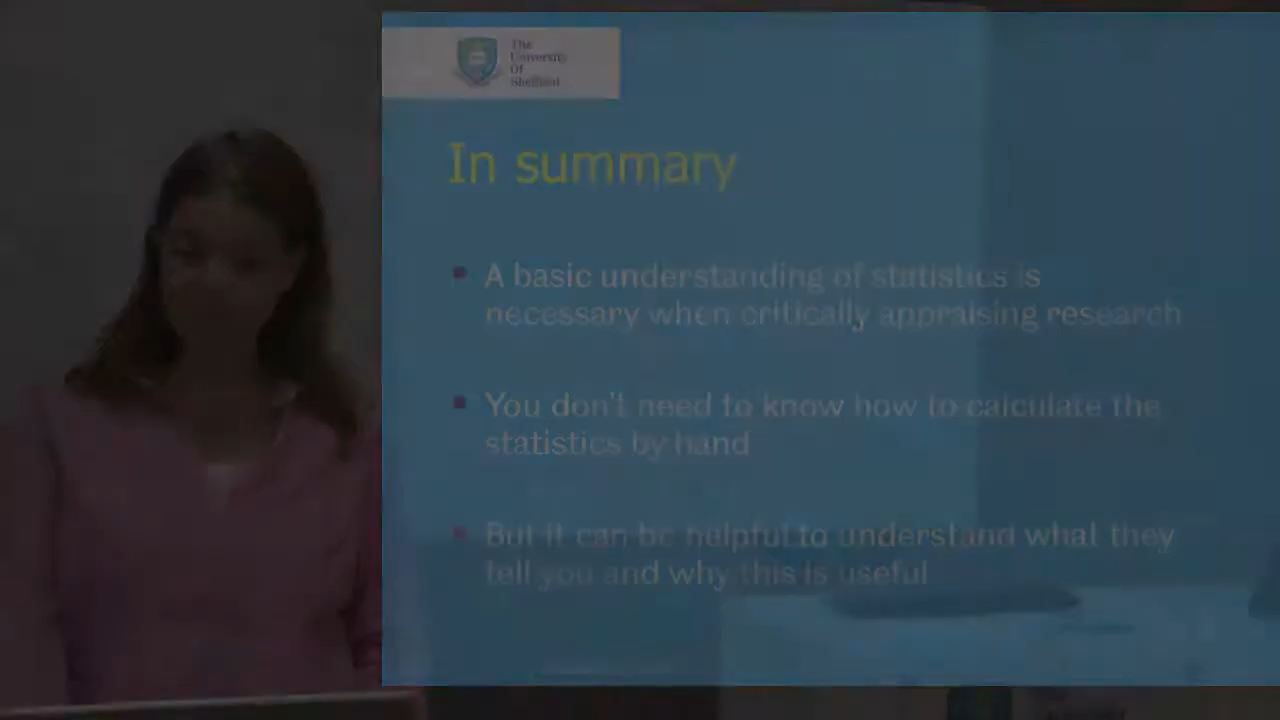 The
University
Of
Sheffield
In summary
A basic understanding of statistics is
necessary when critically appraising research
You don't need to know how to calculate the
statistics by hand
But it can be helpful to understand what they
tell you and why this is useful